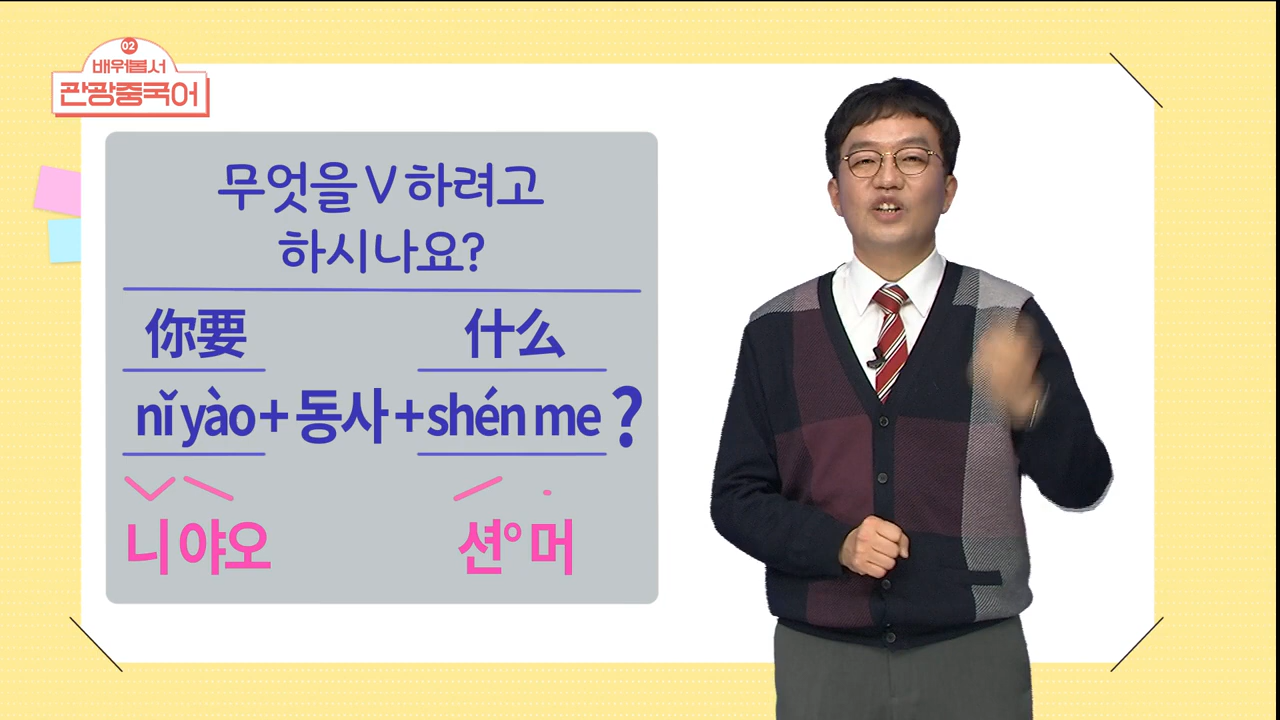 02
배워봅서
관광중국어
무엇을 V 하려고
하시나요?
你要 什么
nǐ yào + 동사 + shén me ?
니 야오 션° 머